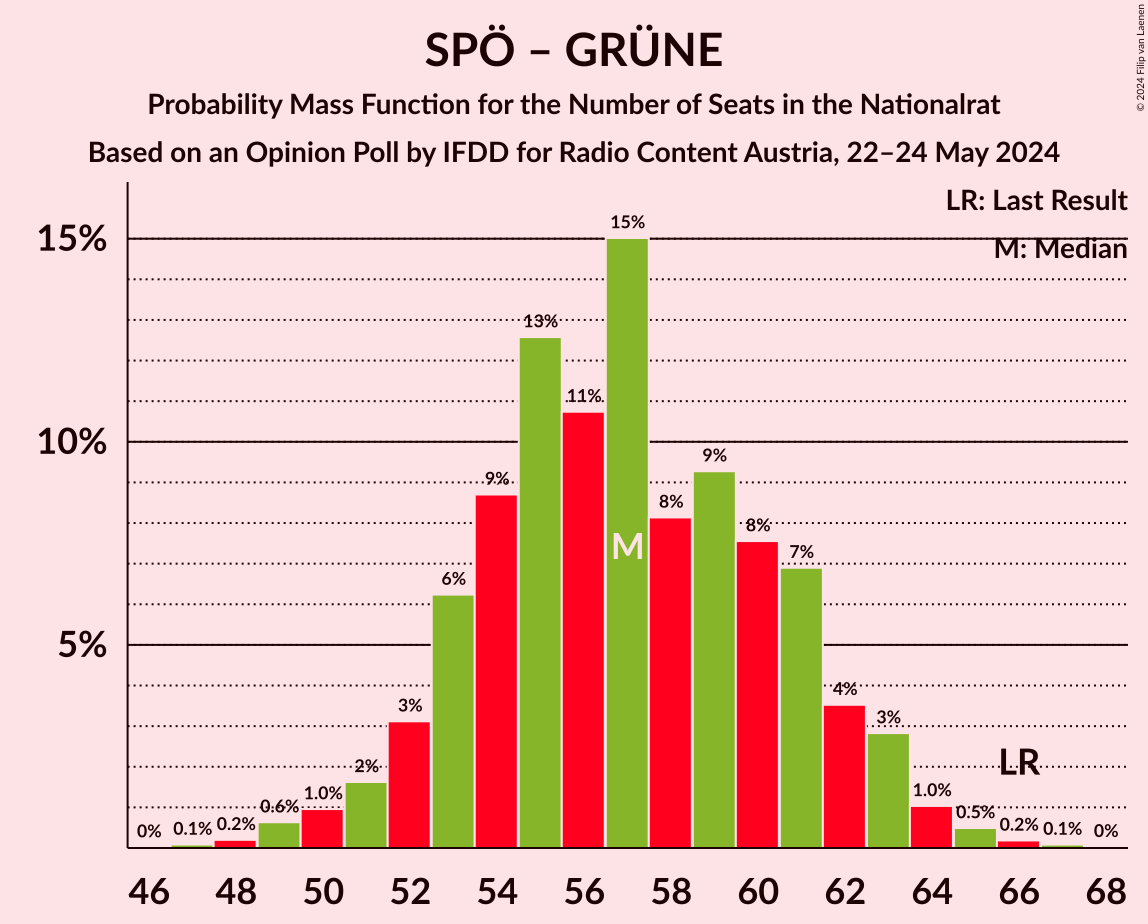 SPÖ – GRÜNE
Probability Mass Function for the Number of Seats in the Nationalrat
Based on an Opinion Poll by IFDD for Radio Content Austria, 22–24 May 2024
© 2024 Filip van Laenen
LR: Last Result
M: Median
15%
10%
5%
0%
0.1%
0.2%
0.6%
1.0%
2%
3%
6%
9%
13%
11%
15%
8%
9%
8%
7%
4%
3%
1.0%
0.5%
0.2%
0.1%
0%
M
LR
46 48 50 52 54 56 58 60 62 64 66 68